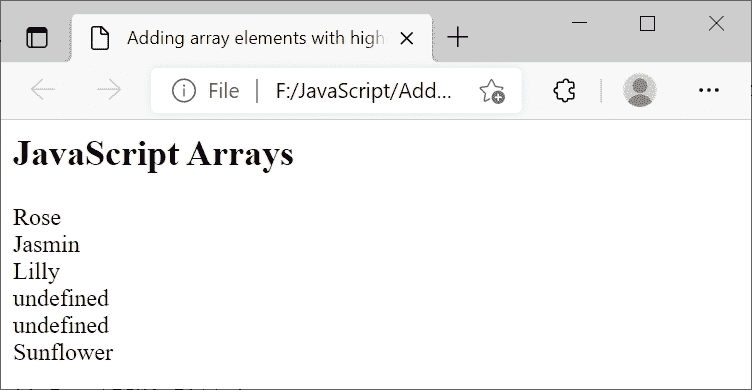 Adding array elements with high
File | F:/JavaScript/Add...
JavaScript Arrays
Rose
Jasmin
Lilly
undefined
undefined
Sunflower